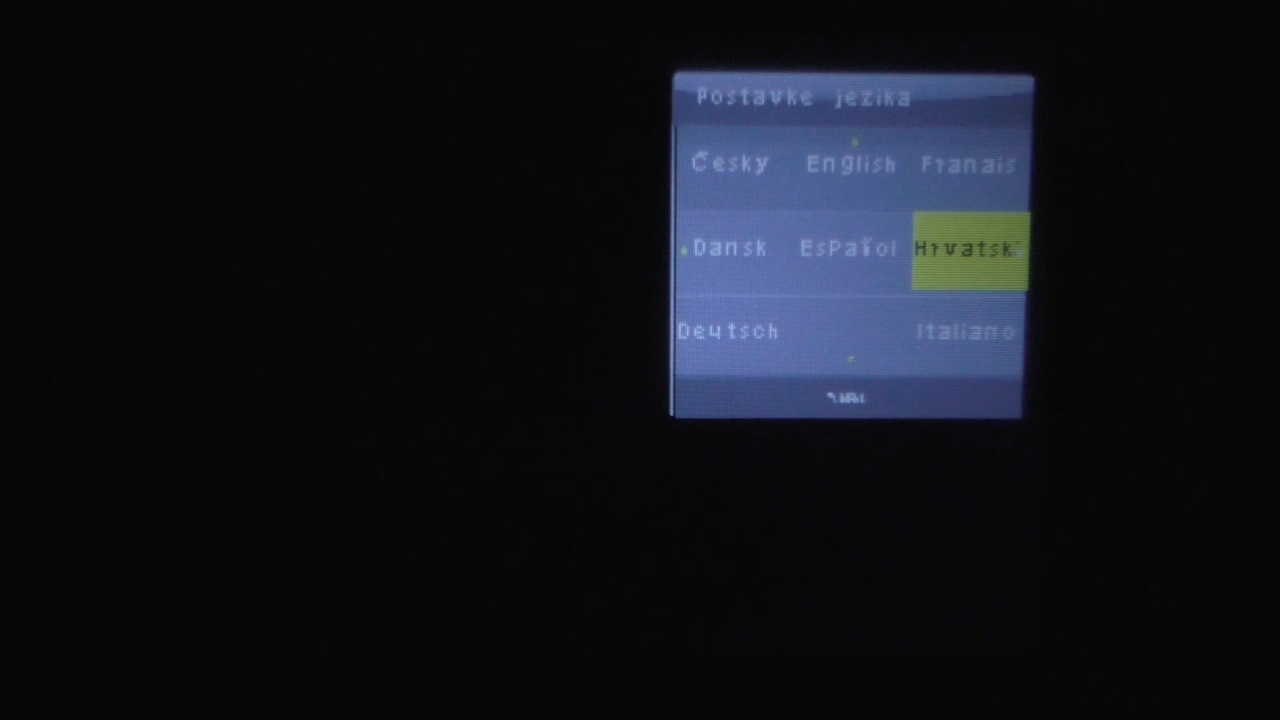 Postavke jezika
Česky English Franais
Dansk Español Hrvatski
Deutsch Italiano